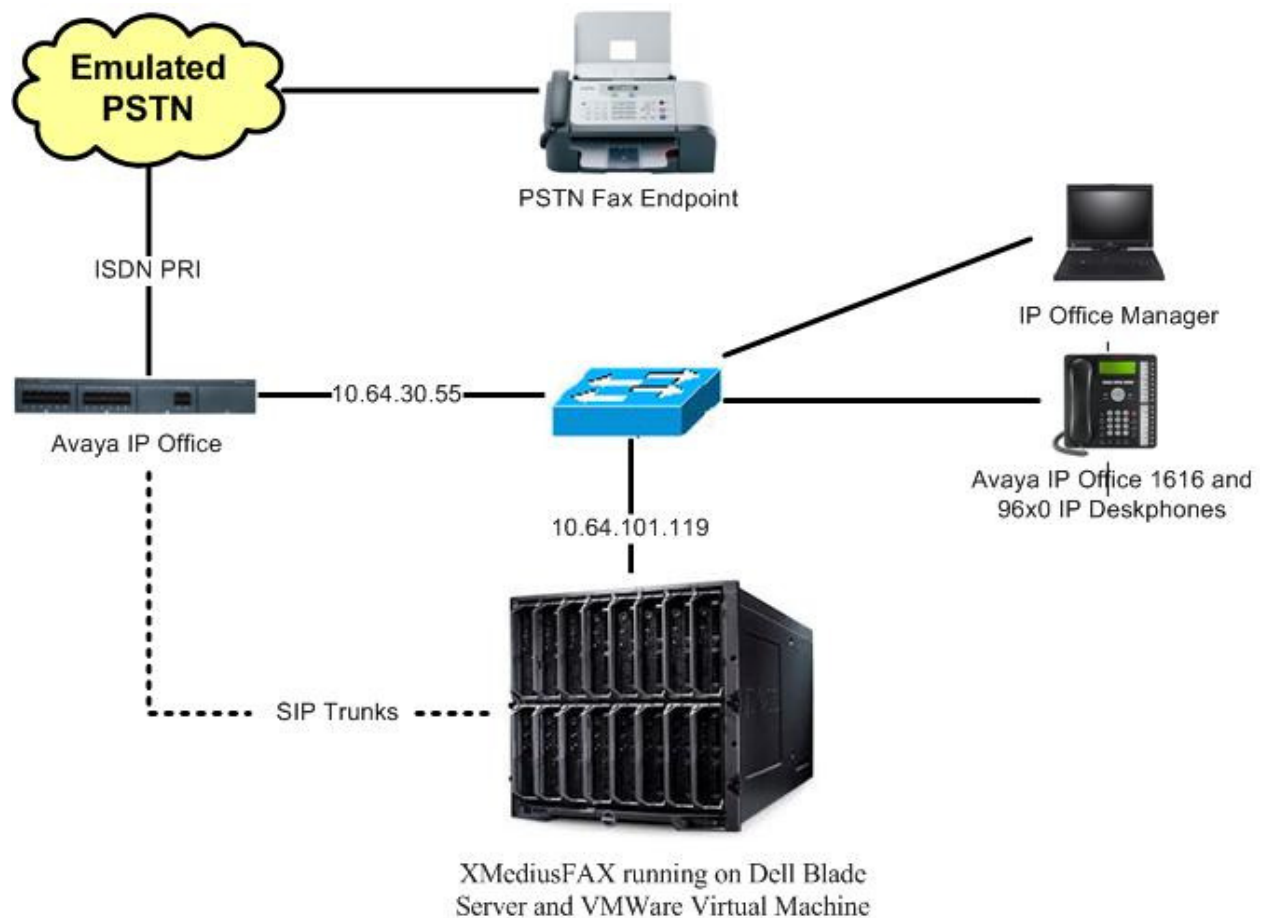 Emulated
PSTN
PSTN Fax Endpoint
ISDN PRI
IP Office Manager
10.64.30.55
Avaya IP Office
Avaya IP Office 1616 and
96x0 IP Deskphones
10.64.101.119
SIP Trunks
XMediusFAX running on Dell Blade
Server and VMWare Virtual Machine